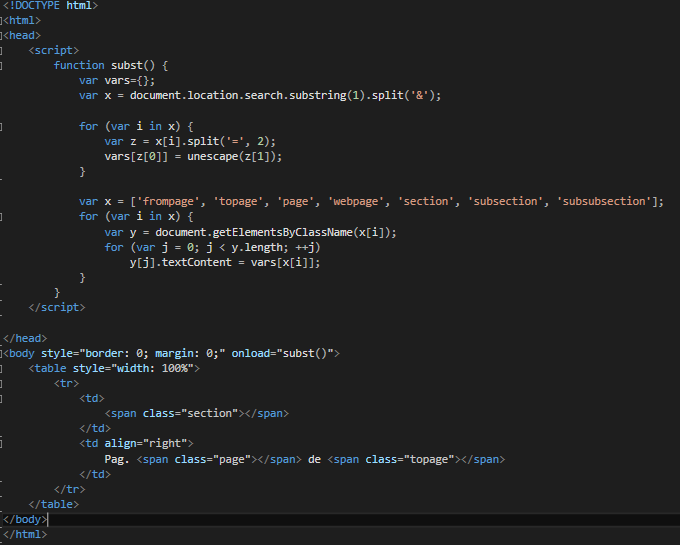 <!DOCTYPE html>
<html>
<head>
    <script>
        function subst() {
            var vars={};
            var x = document.location.search.substring(1).split('&');

            for (var i in x) {
                var z = x[i].split('=', 2);
                vars[z[0]] = unescape(z[1]);
            }

            var x = ['frompage', 'topage', 'page', 'webpage', 'section', 'subsection', 'subsubsection'];
            for (var i in x) {
                var y = document.getElementsByClassName(x[i]);
                for (var j = 0; j < y.length; ++j)
                    y[j].textContent = vars[x[i]];
            }
        }
    </script>

</head>
<body style="border: 0; margin: 0;" onload="subst()">
    <table style="width: 100%">
        <tr>
            <td>
                <span class="section"></span>
            </td>
            <td align="right">
                Pag. <span class="page"></span> de <span class="topage"></span>
            </td>
        </tr>
    </table>
</body>
</html>